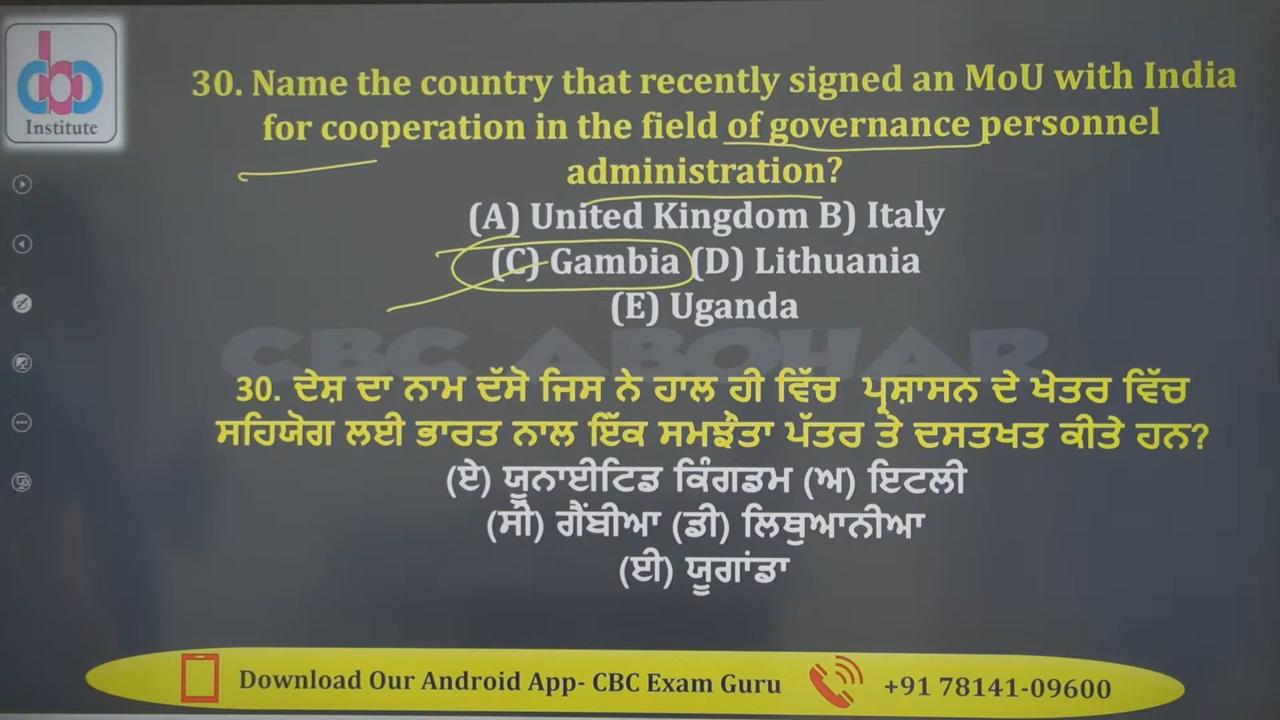 Institute
30. Name the country that recently signed an MoU with India
for cooperation in the field of governance personnel
administration?
(A) United Kingdom B) Italy
(C) Gambia (D) Lithuania
(E) Uganda
CBC ABOHAR
30. ਦੇਸ਼ ਦਾ ਨਾਮ ਦੱਸੋ ਜਿਸ ਨੇ ਹਾਲ ਹੀ ਵਿੱਚ ਪ੍ਰਸ਼ਾਸਨ ਦੇ ਖੇਤਰ ਵਿੱਚ
ਸਹਿਯੋਗ ਲਈ ਭਾਰਤ ਨਾਲ ਇੱਕ ਸਮਝੌਤਾ ਪੱਤਰ ਤੇ ਦਸਤਖਤ ਕੀਤੇ ਹਨ?
(ਏ) ਯੂਨਾਈਟਿਡ ਕਿੰਗਡਮ (ਅ) ਇਟਲੀ
(ਸੀ) ਗੈਂਬੀਆ (ਡੀ) ਲਿਥੁਆਨੀਆ
(ਈ) ਯੂਗਾਂਡਾ
Download Our Android App- CBC Exam Guru
+91 78141-09600